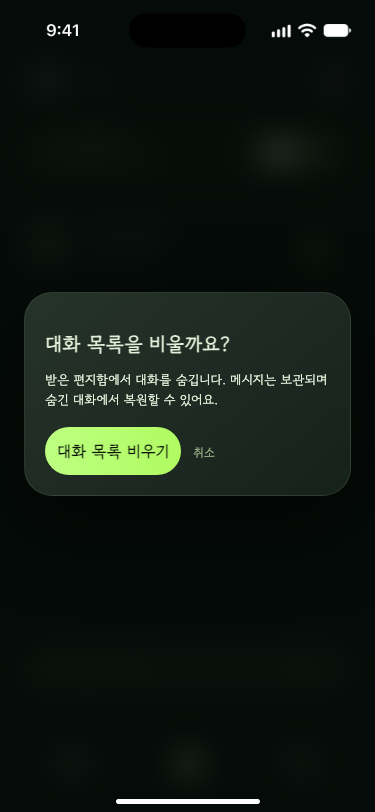 9:41
대화 목록을 비울까요?
받은 편지함에서 대화를 숨깁니다. 메시지는 보관되며
숨긴 대화에서 복원할 수 있어요.
대화 목록 비우기
취소